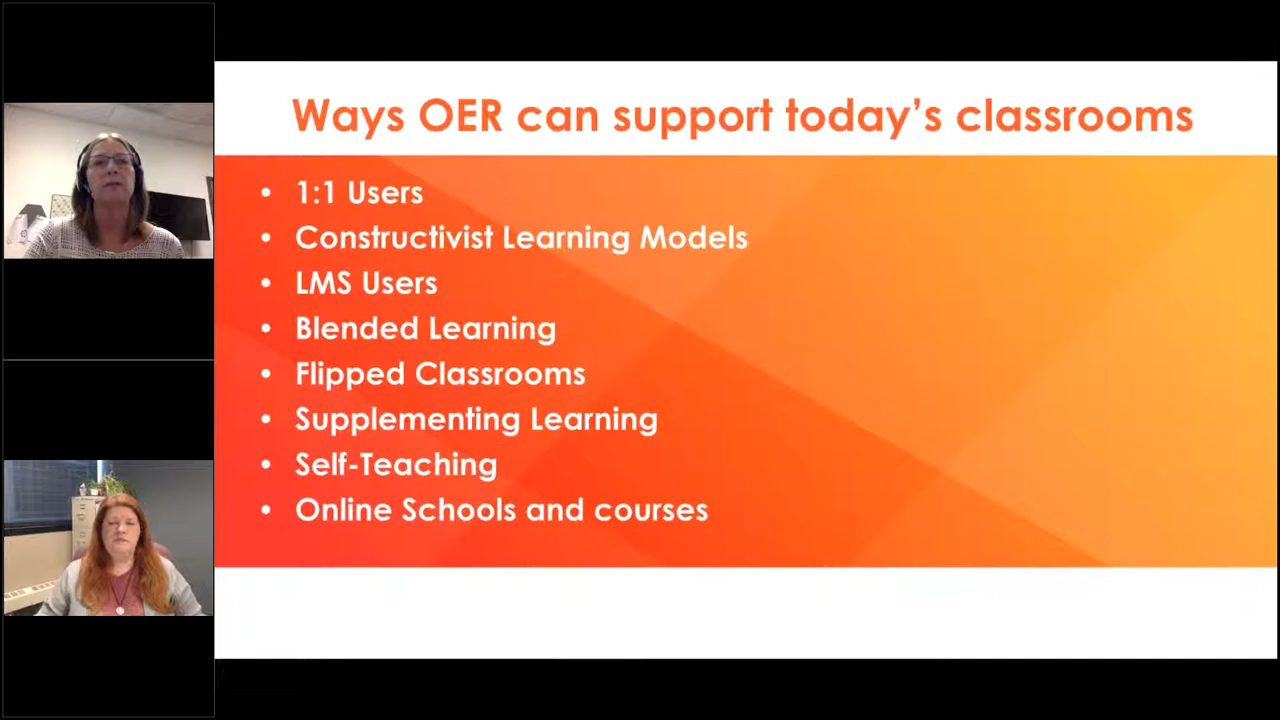 Ways OER can support today’s classrooms
• 1:1 Users
• Constructivist Learning Models
• LMS Users
• Blended Learning
• Flipped Classrooms
• Supplementing Learning
• Self-Teaching
• Online Schools and courses